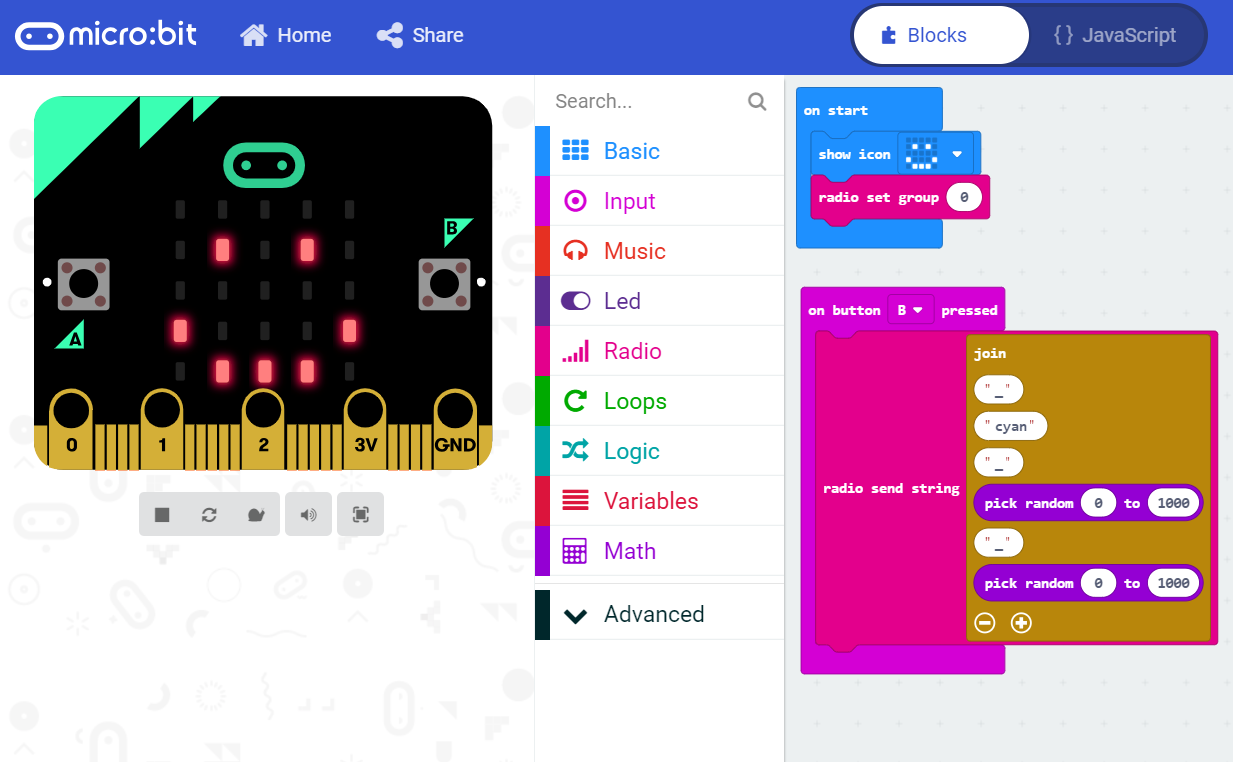 micro:bit Home Share Blocks { } JavaScript
Search...
Basic
Input
Music
Led
Radio
Loops
Logic
Variables
Math
Advanced
B
A
0 1 2 3V GND
on start
show icon
radio set group 0
on button B pressed
radio send string
join
"_"
"cyan"
"_"
pick random 0 to 1000
"_"
pick random 0 to 1000